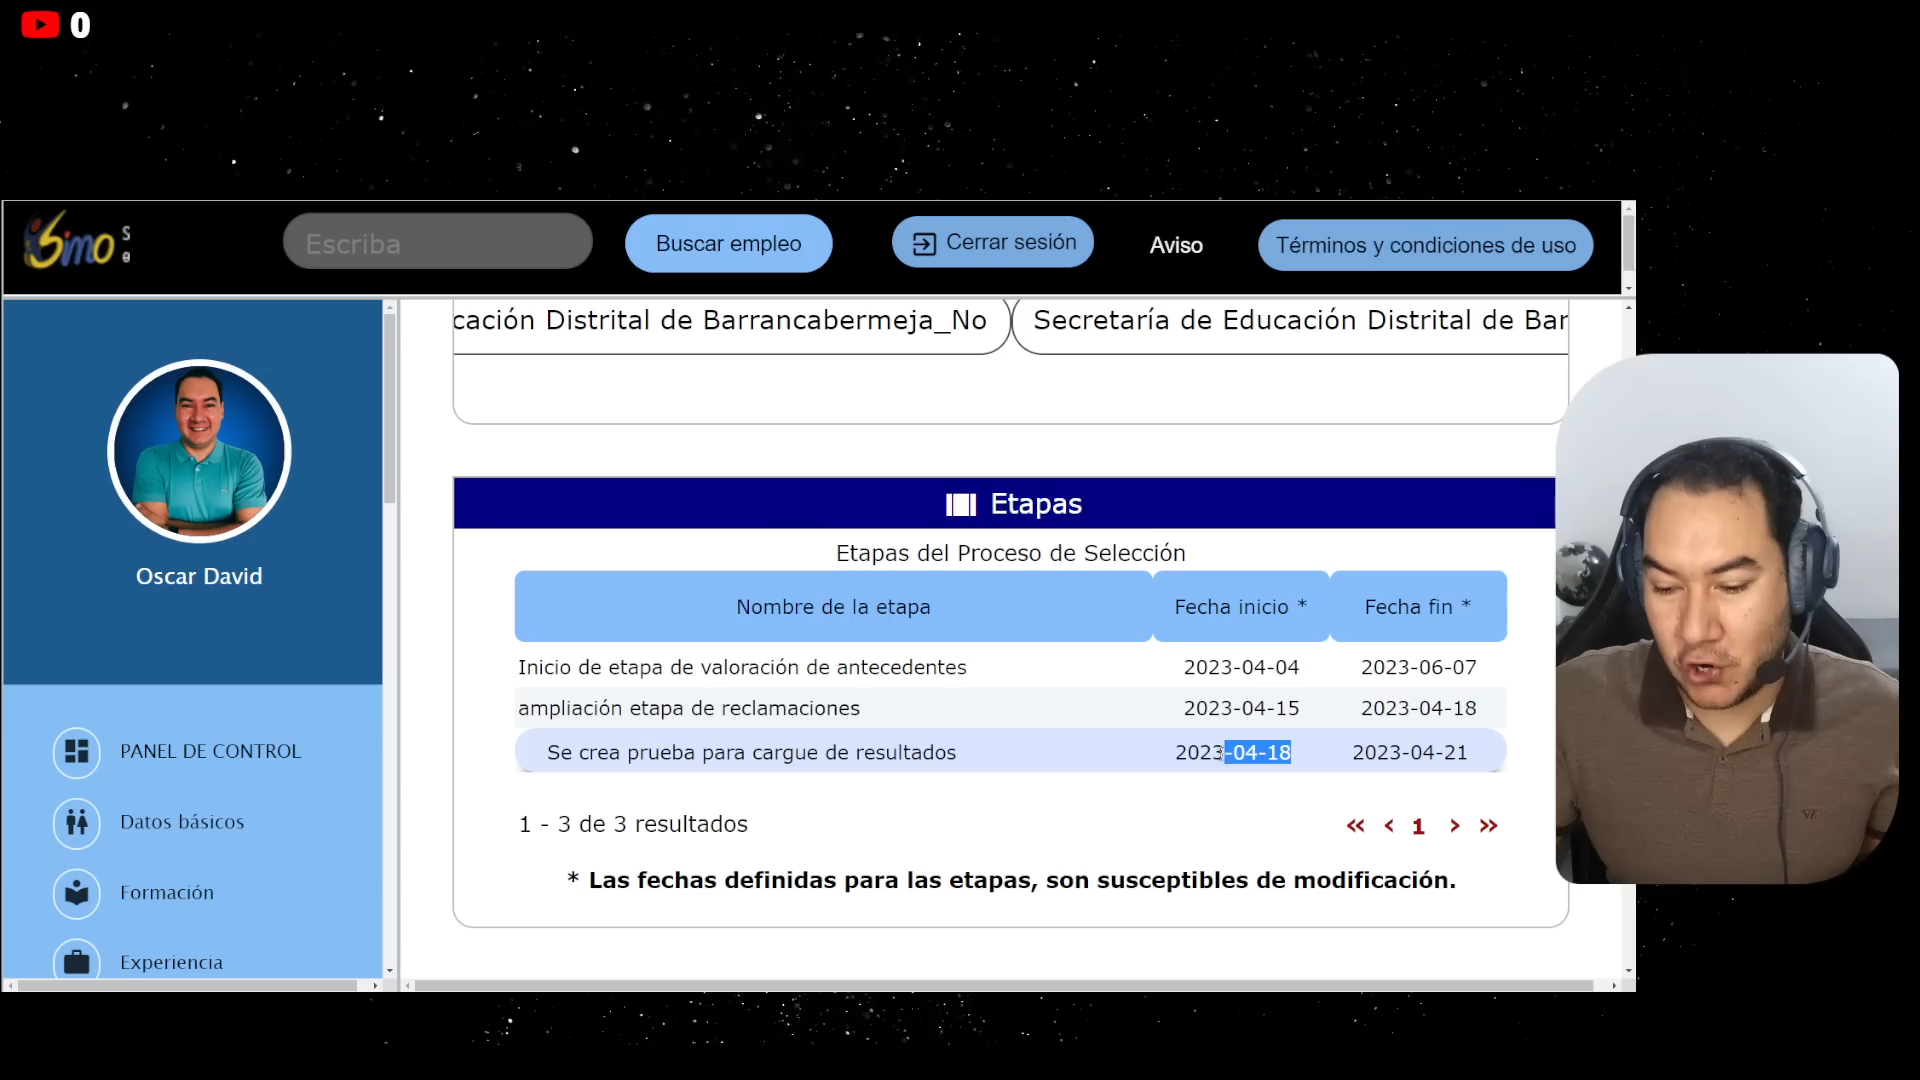 0
Simo
S
e
Escriba
Buscar empleo
Cerrar sesión
Aviso
Términos y condiciones de uso
cación Distrital de Barrancabermeja_No
Secretaría de Educación Distrital de Bar
Oscar David
PANEL DE CONTROL
Datos básicos
Formación
Experiencia
Etapas
Etapas del Proceso de Selección
Nombre de la etapa Fecha inicio * Fecha fin *
Inicio de etapa de valoración de antecedentes 2023-04-04 2023-06-07
ampliación etapa de reclamaciones 2023-04-15 2023-04-18
Se crea prueba para cargue de resultados 2023-04-18 2023-04-21
1 - 3 de 3 resultados
« ‹ 1 › »
* Las fechas definidas para las etapas, son susceptibles de modificación.